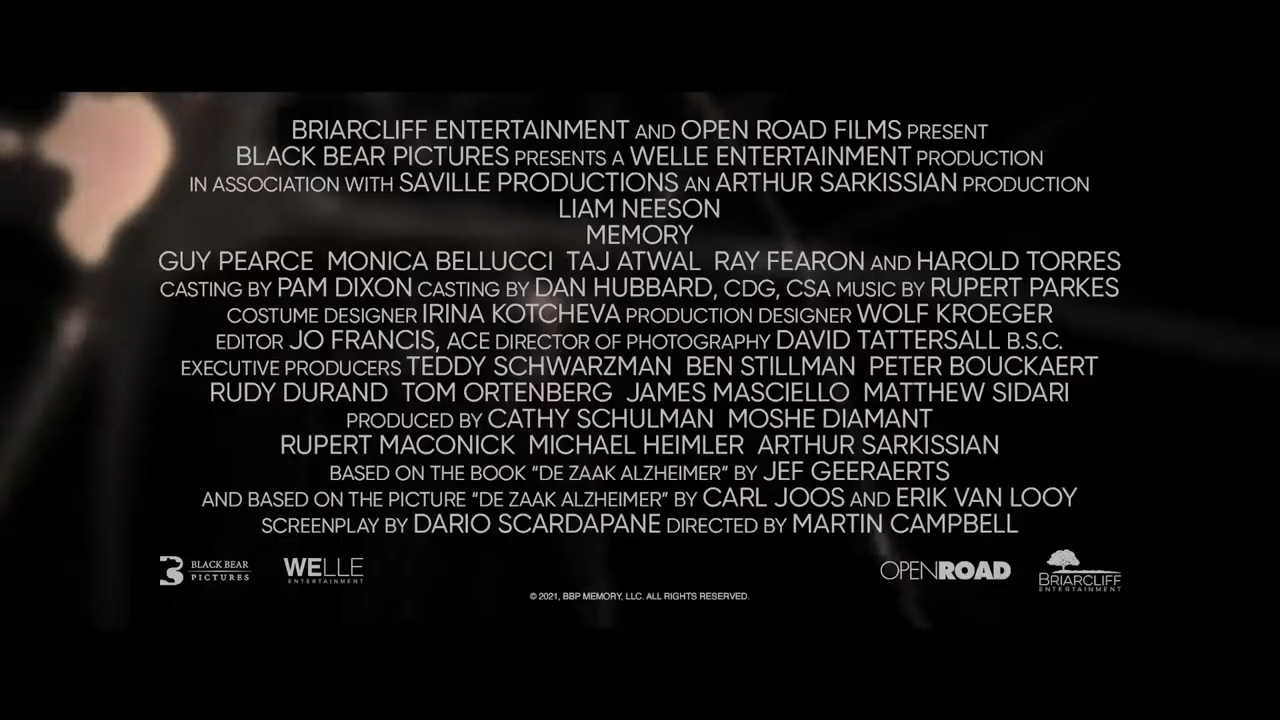 BRIARCLIFF ENTERTAINMENT AND OPEN ROAD FILMS PRESENT
BLACK BEAR PICTURES PRESENTS A WELLE ENTERTAINMENT PRODUCTION
IN ASSOCIATION WITH SAVILLE PRODUCTIONS AN ARTHUR SARKISSIAN PRODUCTION
LIAM NEESON
MEMORY
GUY PEARCE MONICA BELLUCCI TAJ ATWAL RAY FEARON AND HAROLD TORRES
CASTING BY PAM DIXON CASTING BY DAN HUBBARD, CDG, CSA MUSIC BY RUPERT PARKES
COSTUME DESIGNER IRINA KOTCHEVA PRODUCTION DESIGNER WOLF KROEGER
EDITOR JO FRANCIS, ACE DIRECTOR OF PHOTOGRAPHY DAVID TATTERSALL B.S.C.
EXECUTIVE PRODUCERS TEDDY SCHWARZMAN BEN STILLMAN PETER BOUCKAERT
RUDY DURAND TOM ORTENBERG JAMES MASCIELLO MATTHEW SIDARI
PRODUCED BY CATHY SCHULMAN MOSHE DIAMANT
RUPERT MACONICK MICHAEL HEIMLER ARTHUR SARKISSIAN
BASED ON THE BOOK “DE ZAAK ALZHEIMER” BY JEF GEERAERTS
AND BASED ON THE PICTURE “DE ZAAK ALZHEIMER” BY CARL JOOS AND ERIK VAN LOOY
SCREENPLAY BY DARIO SCARDAPANE DIRECTED BY MARTIN CAMPBELL
BLACK BEAR
PICTURES
WELLE
ENTERTAINMENT
OPENROAD
BRIARCLIFF
ENTERTAINMENT
© 2021, BBP MEMORY, LLC. ALL RIGHTS RESERVED.